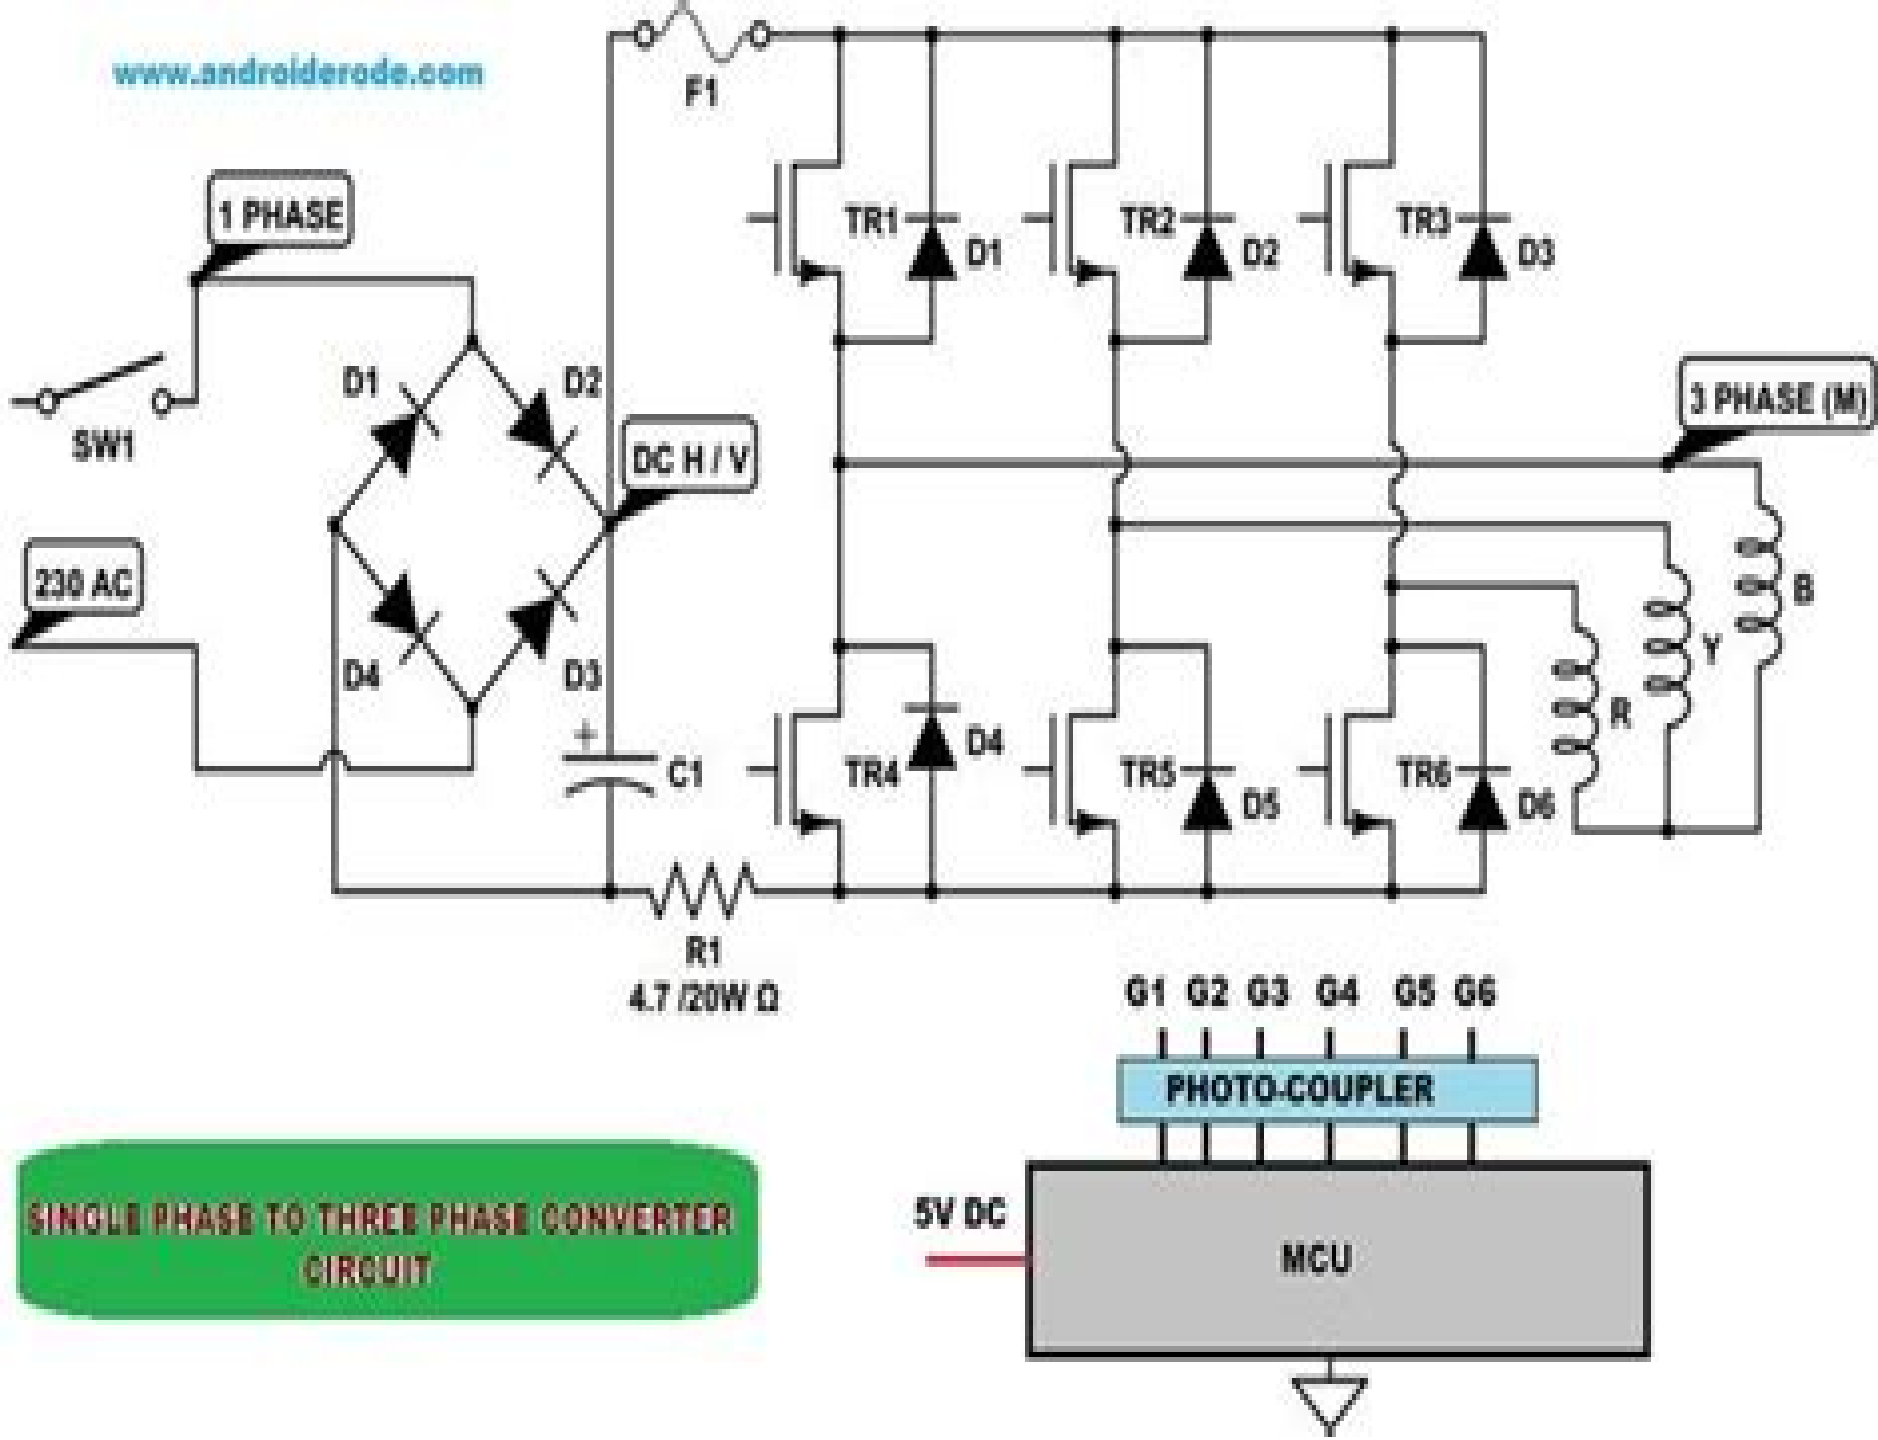 www.androiderode.com
F1
1 PHASE
TR1
D1
TR2
D2
TR3
D3
D1
D2
SW1
DC H / V
3 PHASE (M)
230 AC
B
Y
R
D4
D3
+
C1
TR4
D4
TR5
D5
TR6
D6
R1
4.7 /20W Ω
G1 G2 G3 G4 G5 G6
PHOTO-COUPLER
5V DC
MCU
SINGLE PHASE TO THREE PHASE CONVERTER
CIRCUIT